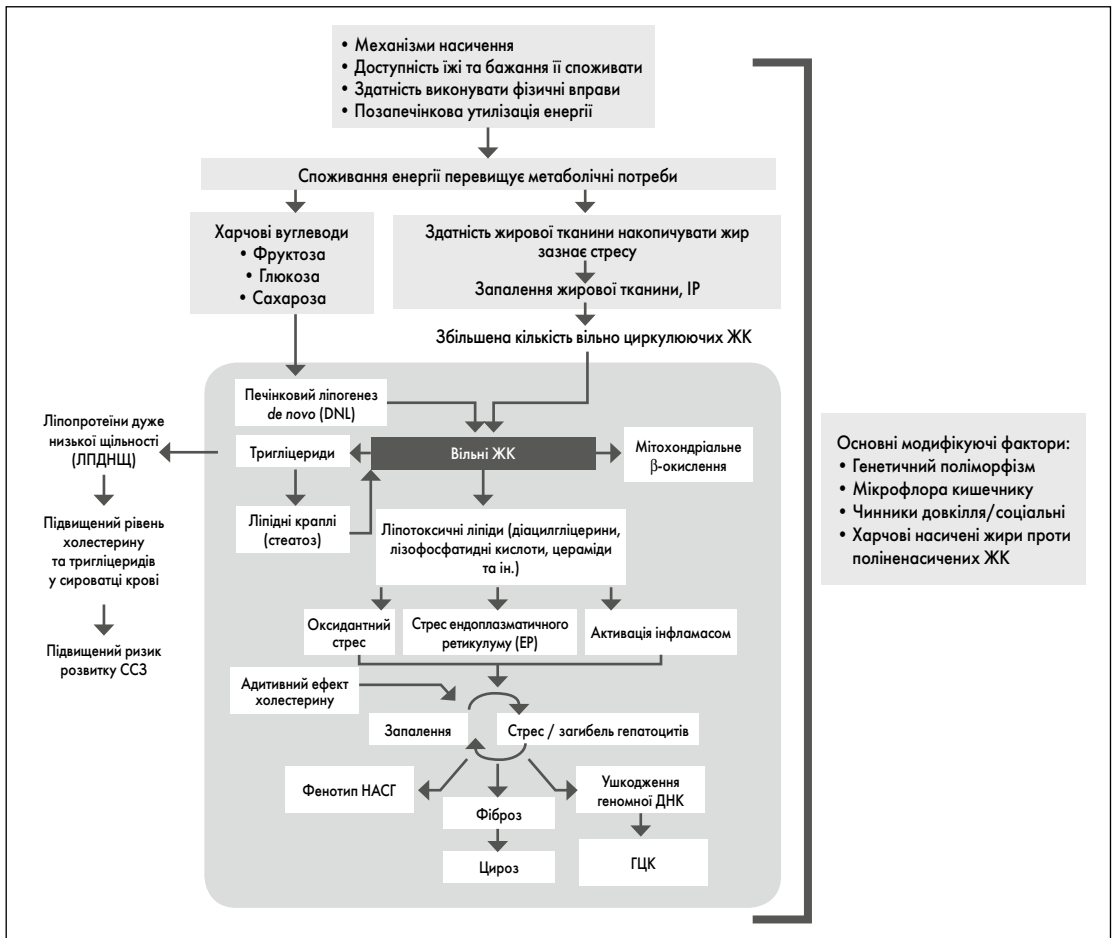 • Механізми насичення
• Доступність їжі та бажання її споживати
• Здатність виконувати фізичні вправи
• Позапечінкова утилізація енергії
Споживання енергії перевищує метаболічні потреби
Харчові вуглеводи
• Фруктоза
• Глюкоза
• Сахароза
Здатність жирової тканини накопичувати жир
зазнає стресу
Запалення жирової тканини, ІР
Збільшена кількість вільно циркулюючих ЖК
Печінковий ліпогенез
de novo (DNL)
Ліпопротеїни дуже
низької щільності
(ЛПДНЩ)
Тригліцериди
Вільні ЖК
Мітохондріальне
β-окислення
Ліпідні краплі
(стеатоз)
Підвищений рівень
холестерину
та тригліцеридів
у сироватці крові
Підвищений ризик
розвитку ССЗ
Ліпотоксичні ліпіди (діацилгліцерини,
лізофосфатидні кислоти, цераміди
та ін.)
Оксидантний
стрес
Стрес ендоплазматичного
ретикулуму (ЕР)
Активація інфламасом
Адитивний ефект
холестерину
Запалення
Стрес / загибель гепатоцитів
Фенотип НАСГ
Фіброз
Ушкодження
геномної ДНК
Цироз
ГЦК
Основні модифікуючі фактори:
• Генетичний поліморфізм
• Мікрофлора кишечнику
• Чинники довкілля/соціальні
• Харчові насичені жири проти
поліненасичених ЖК